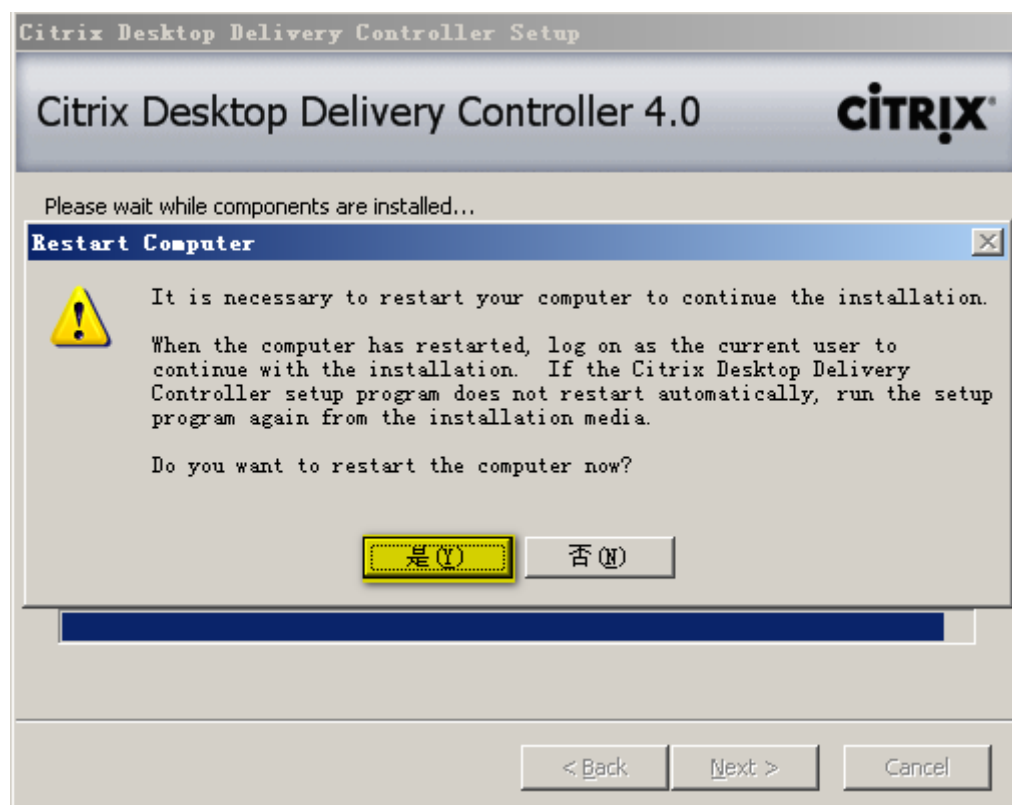 Citrix Desktop Delivery Controller Setup
Citrix Desktop Delivery Controller 4.0
CITRIX
Please wait while components are installed...
Restart Computer
It is necessary to restart your computer to continue the installation.
When the computer has restarted, log on as the current user to
continue with the installation.  If the Citrix Desktop Delivery
Controller setup program does not restart automatically, run the setup
program again from the installation media.
Do you want to restart the computer now?
是(Y)
否(N)
< Back
Next >
Cancel